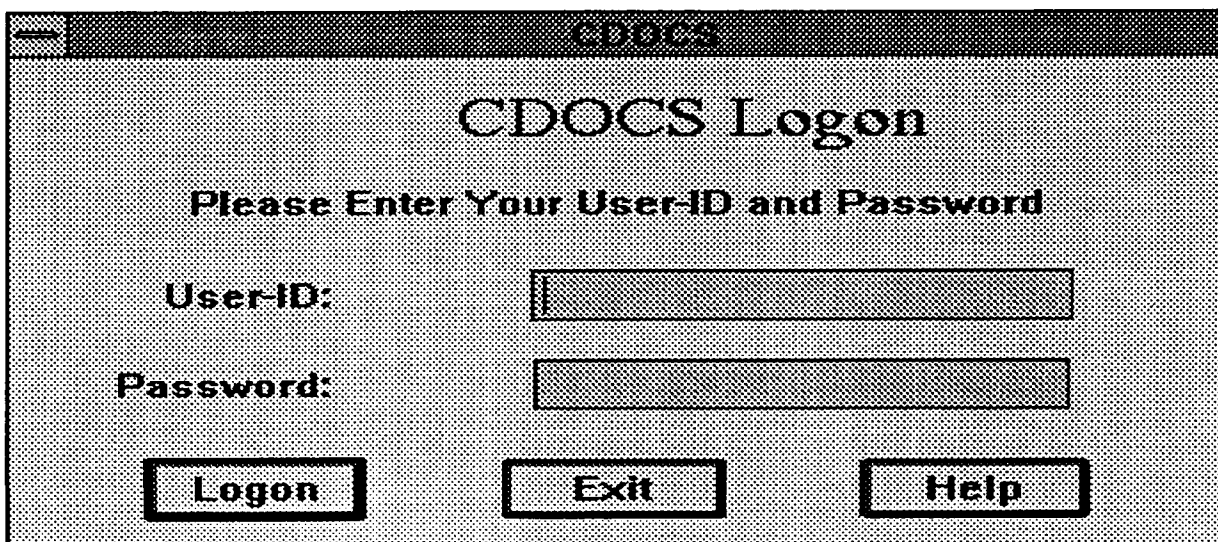 CDOCS
CDOCS Logon
Please Enter Your User-ID and Password
User-ID:
Password:
Logon Exit Help